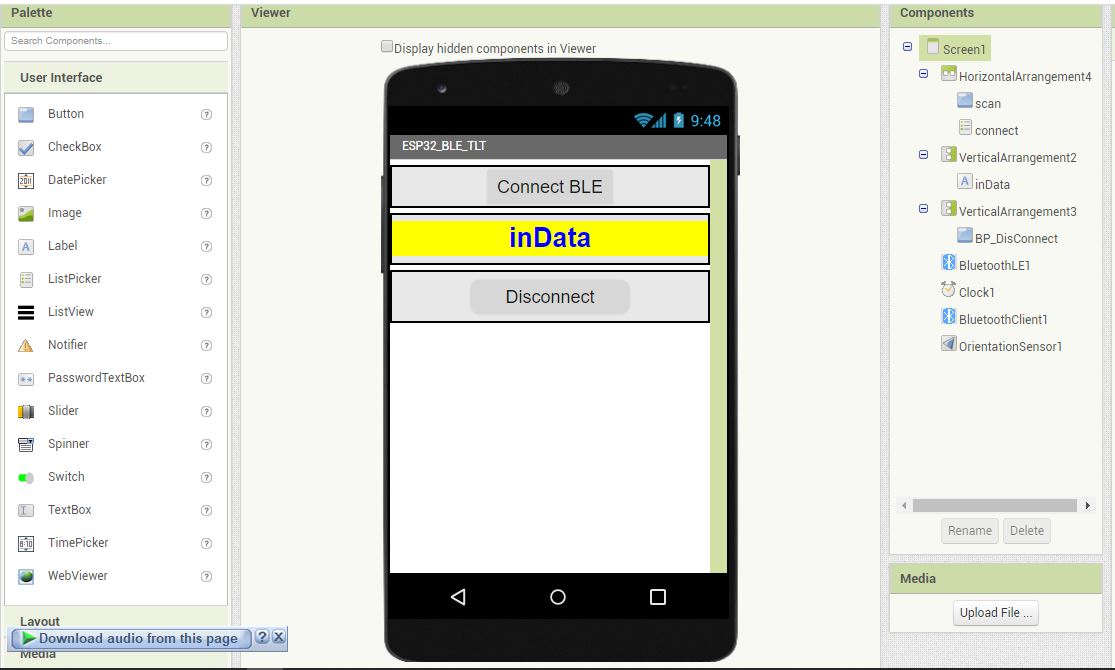 Palette
Search Components...
User Interface
Button ?
CheckBox ?
DatePicker ?
Image ?
Label ?
ListPicker ?
ListView ?
Notifier ?
PasswordTextBox ?
Slider ?
Spinner ?
Switch ?
TextBox ?
TimePicker ?
WebViewer ?
Layout
Download audio from this page ? X
Media
Viewer
Display hidden components in Viewer
9:48
ESP32_BLE_TLT
Connect BLE
inData
Disconnect
Components
Screen1
HorizontalArrangement4
scan
connect
VerticalArrangement2
A inData
VerticalArrangement3
BP_DisConnect
BluetoothLE1
Clock1
BluetoothClient1
OrientationSensor1
Rename Delete
Media
Upload File ...